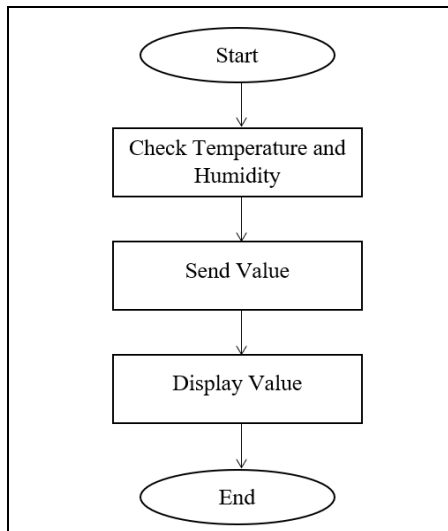 Start
Check Temperature and
Humidity
Send Value
Display Value
End